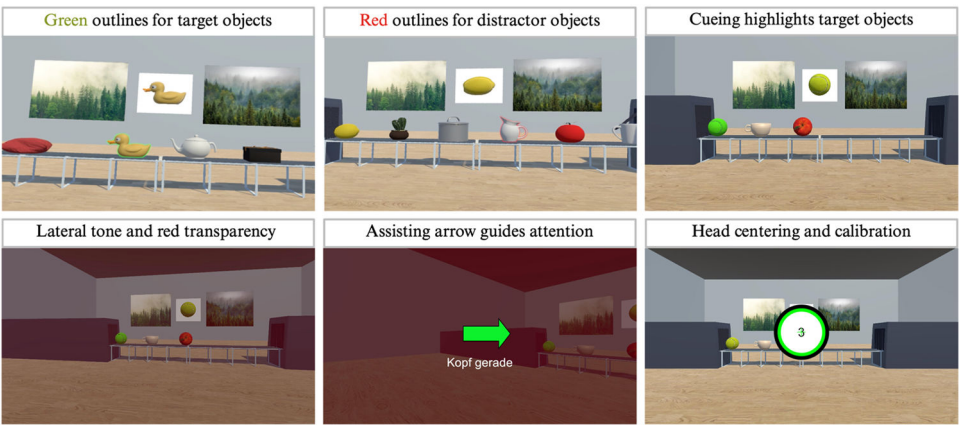 Green outlines for target objects
Red outlines for distractor objects
Cueing highlights target objects
Lateral tone and red transparency
Assisting arrow guides attention
Head centering and calibration
Kopf gerade
3